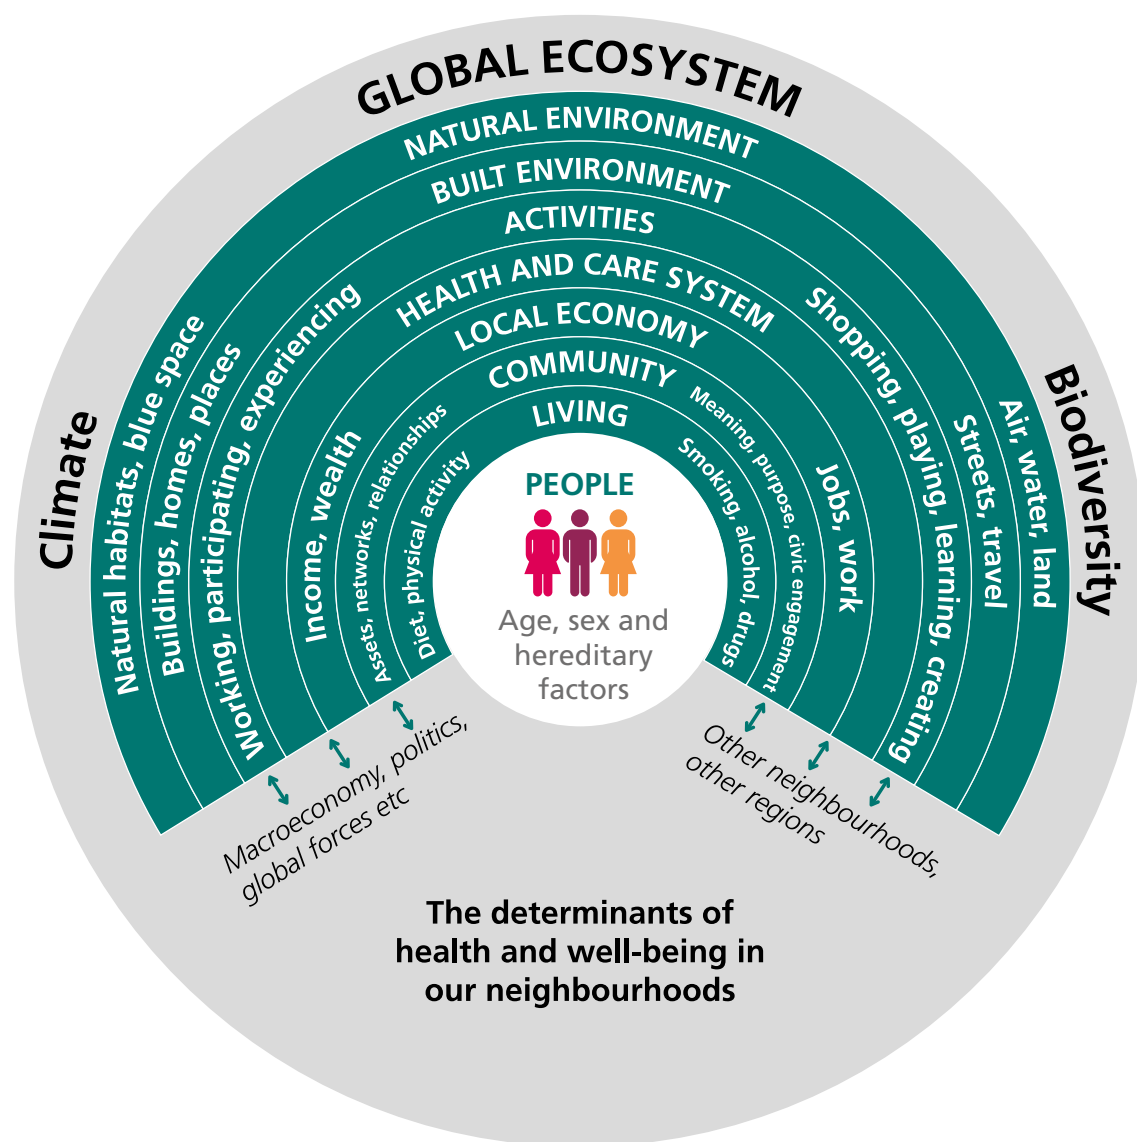 GLOBAL ECOSYSTEM
Climate
Biodiversity
NATURAL ENVIRONMENT
Natural habitats, blue space
Air, water, land
BUILT ENVIRONMENT
Buildings, homes, places
Streets, travel
ACTIVITIES
Working, participating, experiencing
Shopping, playing, learning, creating
HEALTH AND CARE SYSTEM
LOCAL ECONOMY
Income, wealth
Jobs, work
COMMUNITY
Assets, networks, relationships
Meaning, purpose, civic engagement
LIVING
Diet, physical activity
Smoking, alcohol, drugs
PEOPLE
Age, sex and
hereditary
factors
Macroeconomy, politics,
global forces etc
Other neighbourhoods,
other regions
The determinants of
health and well-being in
our neighbourhoods